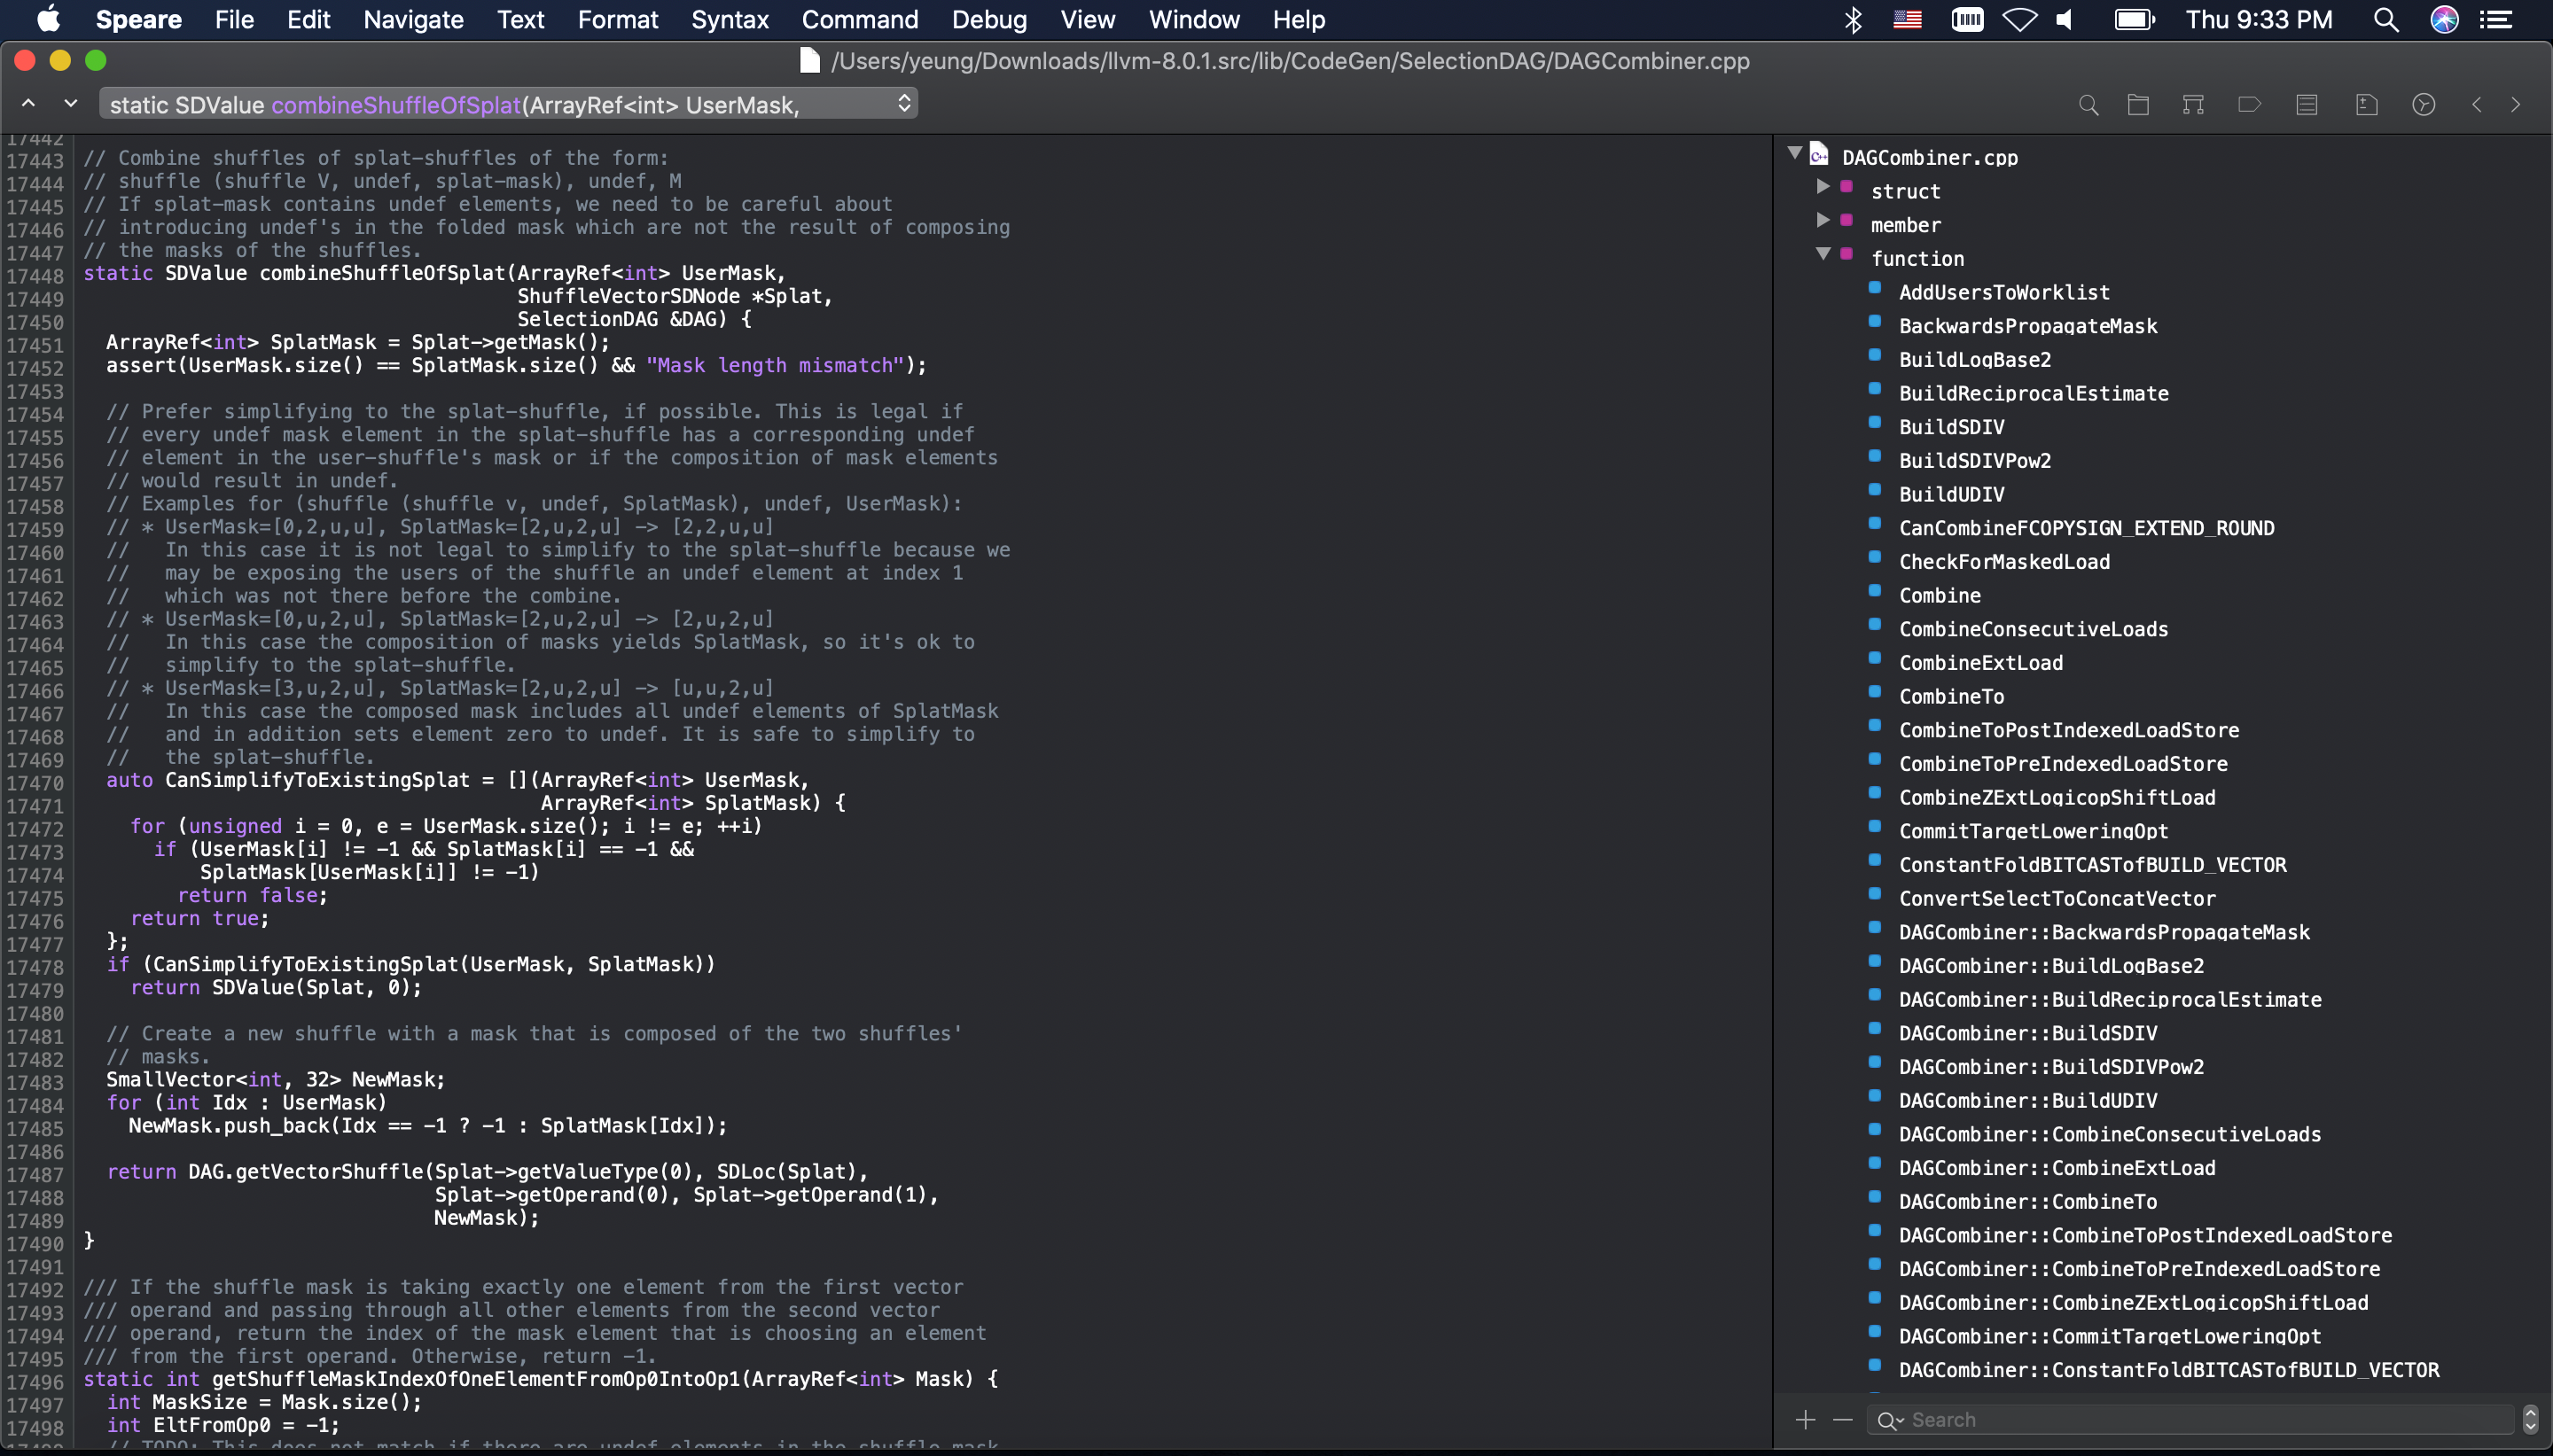 Speare File Edit Navigate Text Format Syntax Command Debug View Window Help Thu 9:33 PM
/Users/yeung/Downloads/llvm-8.0.1.src/lib/CodeGen/SelectionDAG/DAGCombiner.cpp
static SDValue combineShuffleOfSplat(ArrayRef<int> UserMask,
17442
17443 // Combine shuffles of splat-shuffles of the form:
17444 // shuffle (shuffle V, undef, splat-mask), undef, M
17445 // If splat-mask contains undef elements, we need to be careful about
17446 // introducing undef's in the folded mask which are not the result of composing
17447 // the masks of the shuffles.
17448 static SDValue combineShuffleOfSplat(ArrayRef<int> UserMask,
17449                                      ShuffleVectorSDNode *Splat,
17450                                      SelectionDAG &DAG) {
17451   ArrayRef<int> SplatMask = Splat->getMask();
17452   assert(UserMask.size() == SplatMask.size() && "Mask length mismatch");
17453
17454   // Prefer simplifying to the splat-shuffle, if possible. This is legal if
17455   // every undef mask element in the splat-shuffle has a corresponding undef
17456   // element in the user-shuffle's mask or if the composition of mask elements
17457   // would result in undef.
17458   // Examples for (shuffle (shuffle v, undef, SplatMask), undef, UserMask):
17459   // * UserMask=[0,2,u,u], SplatMask=[2,u,2,u] -> [2,2,u,u]
17460   //   In this case it is not legal to simplify to the splat-shuffle because we
17461   //   may be exposing the users of the shuffle an undef element at index 1
17462   //   which was not there before the combine.
17463   // * UserMask=[0,u,2,u], SplatMask=[2,u,2,u] -> [2,u,2,u]
17464   //   In this case the composition of masks yields SplatMask, so it's ok to
17465   //   simplify to the splat-shuffle.
17466   // * UserMask=[3,u,2,u], SplatMask=[2,u,2,u] -> [u,u,2,u]
17467   //   In this case the composed mask includes all undef elements of SplatMask
17468   //   and in addition sets element zero to undef. It is safe to simplify to
17469   //   the splat-shuffle.
17470   auto CanSimplifyToExistingSplat = [](ArrayRef<int> UserMask,
17471                                        ArrayRef<int> SplatMask) {
17472     for (unsigned i = 0, e = UserMask.size(); i != e; ++i)
17473       if (UserMask[i] != -1 && SplatMask[i] == -1 &&
17474           SplatMask[UserMask[i]] != -1)
17475         return false;
17476     return true;
17477   };
17478   if (CanSimplifyToExistingSplat(UserMask, SplatMask))
17479     return SDValue(Splat, 0);
17480
17481   // Create a new shuffle with a mask that is composed of the two shuffles'
17482   // masks.
17483   SmallVector<int, 32> NewMask;
17484   for (int Idx : UserMask)
17485     NewMask.push_back(Idx == -1 ? -1 : SplatMask[Idx]);
17486
17487   return DAG.getVectorShuffle(Splat->getValueType(0), SDLoc(Splat),
17488                               Splat->getOperand(0), Splat->getOperand(1),
17489                               NewMask);
17490 }
17491
17492 /// If the shuffle mask is taking exactly one element from the first vector
17493 /// operand and passing through all other elements from the second vector
17494 /// operand, return the index of the mask element that is choosing an element
17495 /// from the first operand. Otherwise, return -1.
17496 static int getShuffleMaskIndexOfOneElementFromOp0IntoOp1(ArrayRef<int> Mask) {
17497   int MaskSize = Mask.size();
17498   int EltFromOp0 = -1;
// TODO: This does not match if there are undef elements in the shuffle mask
DAGCombiner.cpp
struct
member
function
AddUsersToWorklist
BackwardsPropagateMask
BuildLogBase2
BuildReciprocalEstimate
BuildSDIV
BuildSDIVPow2
BuildUDIV
CanCombineFCOPYSIGN_EXTEND_ROUND
CheckForMaskedLoad
Combine
CombineConsecutiveLoads
CombineExtLoad
CombineTo
CombineToPostIndexedLoadStore
CombineToPreIndexedLoadStore
CombineZExtLogicopShiftLoad
CommitTargetLoweringOpt
ConstantFoldBITCASTofBUILD_VECTOR
ConvertSelectToConcatVector
DAGCombiner::BackwardsPropagateMask
DAGCombiner::BuildLogBase2
DAGCombiner::BuildReciprocalEstimate
DAGCombiner::BuildSDIV
DAGCombiner::BuildSDIVPow2
DAGCombiner::BuildUDIV
DAGCombiner::CombineConsecutiveLoads
DAGCombiner::CombineExtLoad
DAGCombiner::CombineTo
DAGCombiner::CombineToPostIndexedLoadStore
DAGCombiner::CombineToPreIndexedLoadStore
DAGCombiner::CombineZExtLogicopShiftLoad
DAGCombiner::CommitTargetLoweringOpt
DAGCombiner::ConstantFoldBITCASTofBUILD_VECTOR
Search